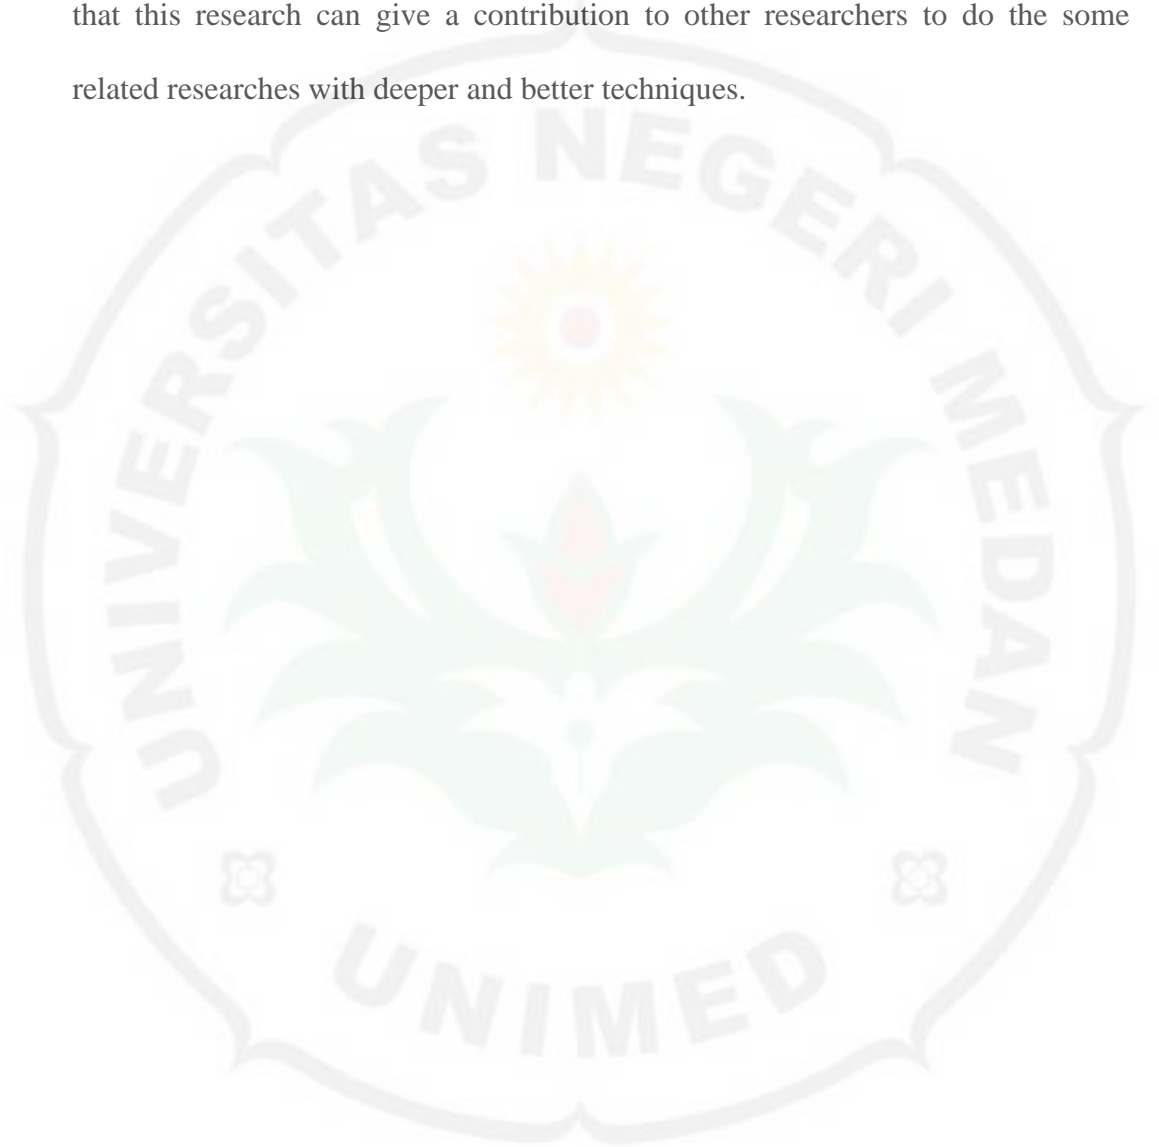 that this research can give a contribution to other researchers to do the some
related researches with deeper and better techniques.
UNIVERSITAS NEGERI MEDAN
UNIMED